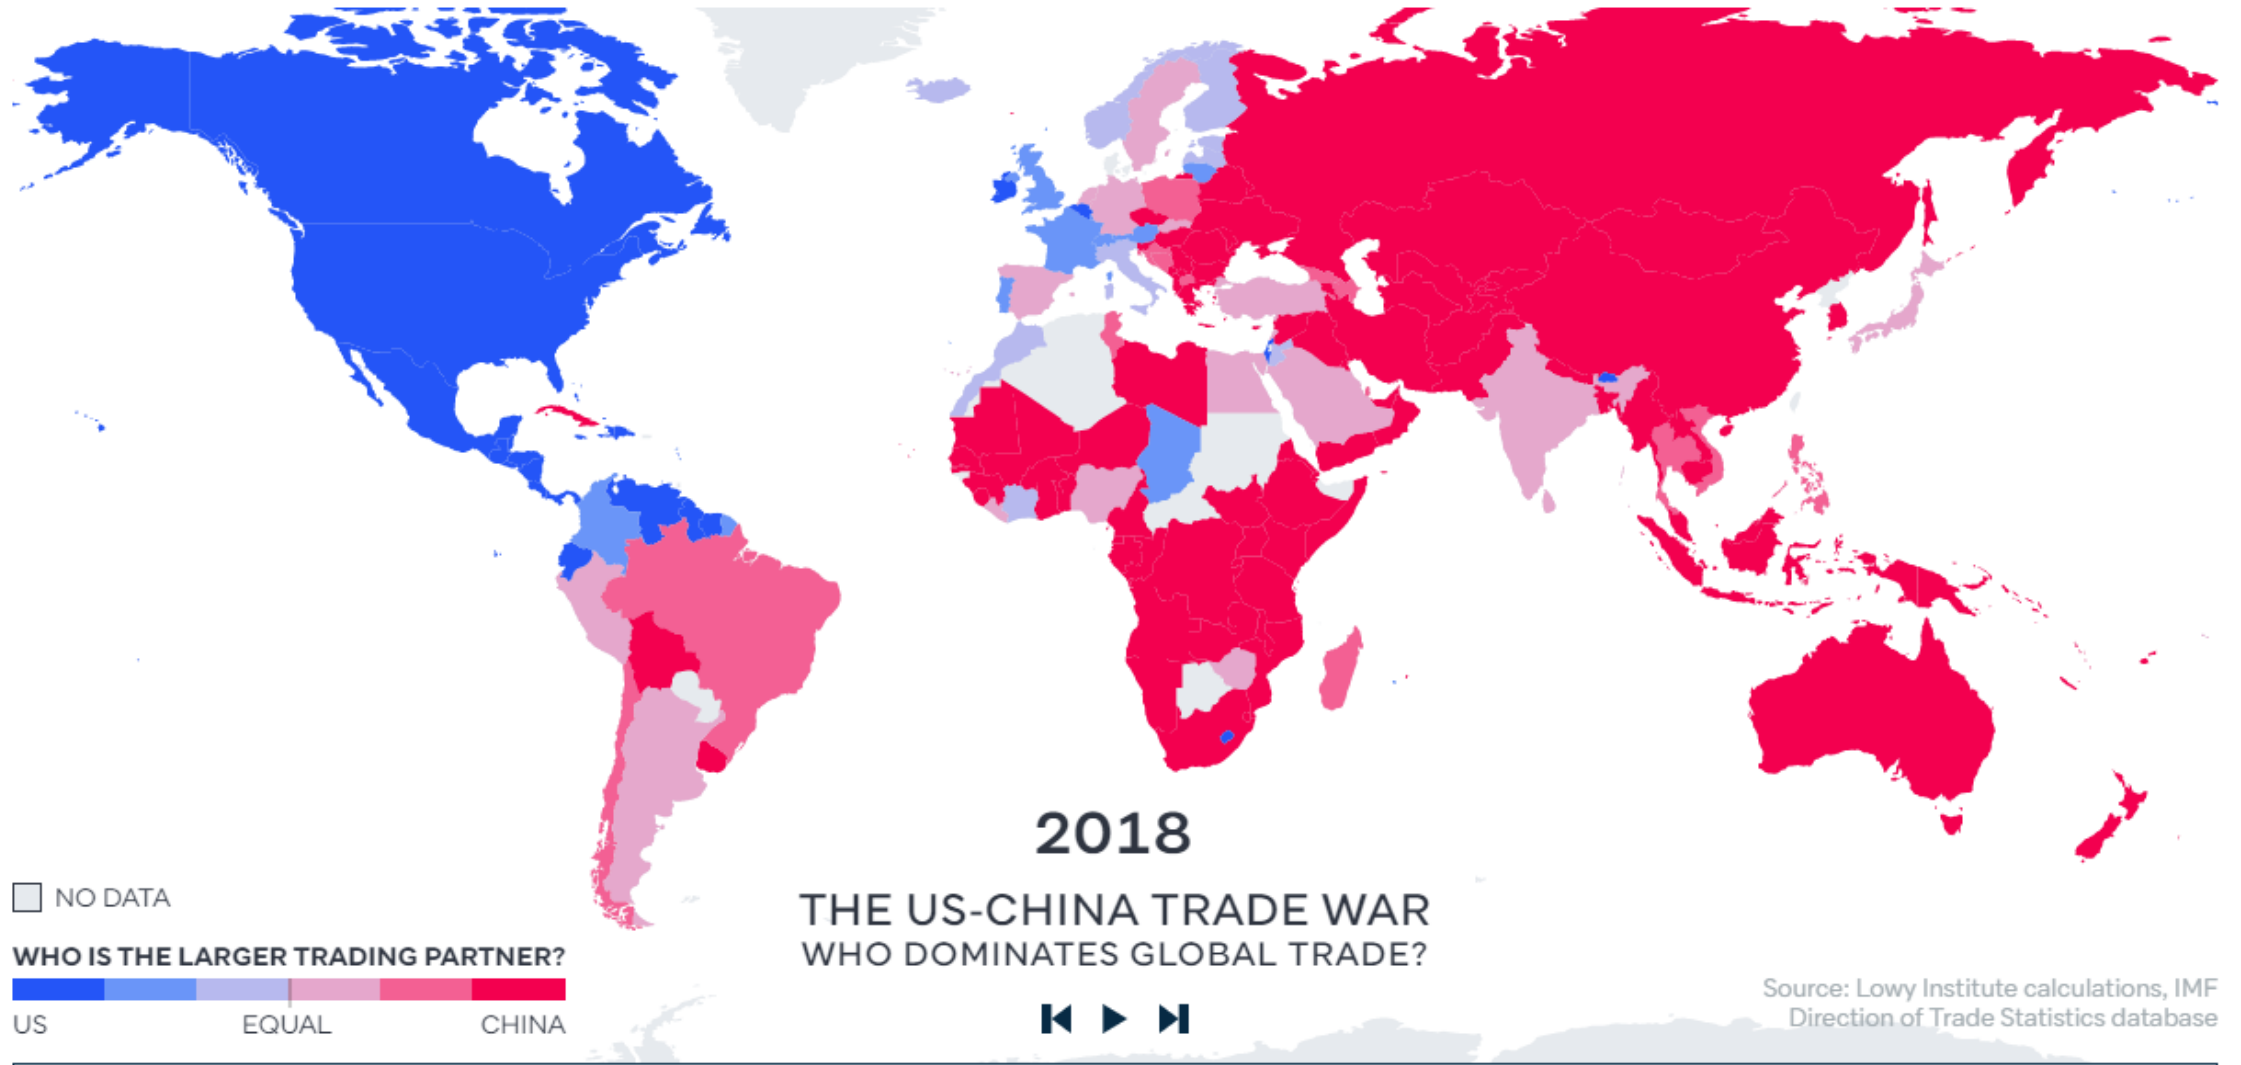 2018
THE US-CHINA TRADE WAR
WHO DOMINATES GLOBAL TRADE?
NO DATA
WHO IS THE LARGER TRADING PARTNER?
US EQUAL CHINA
Source: Lowy Institute calculations, IMF
Direction of Trade Statistics database